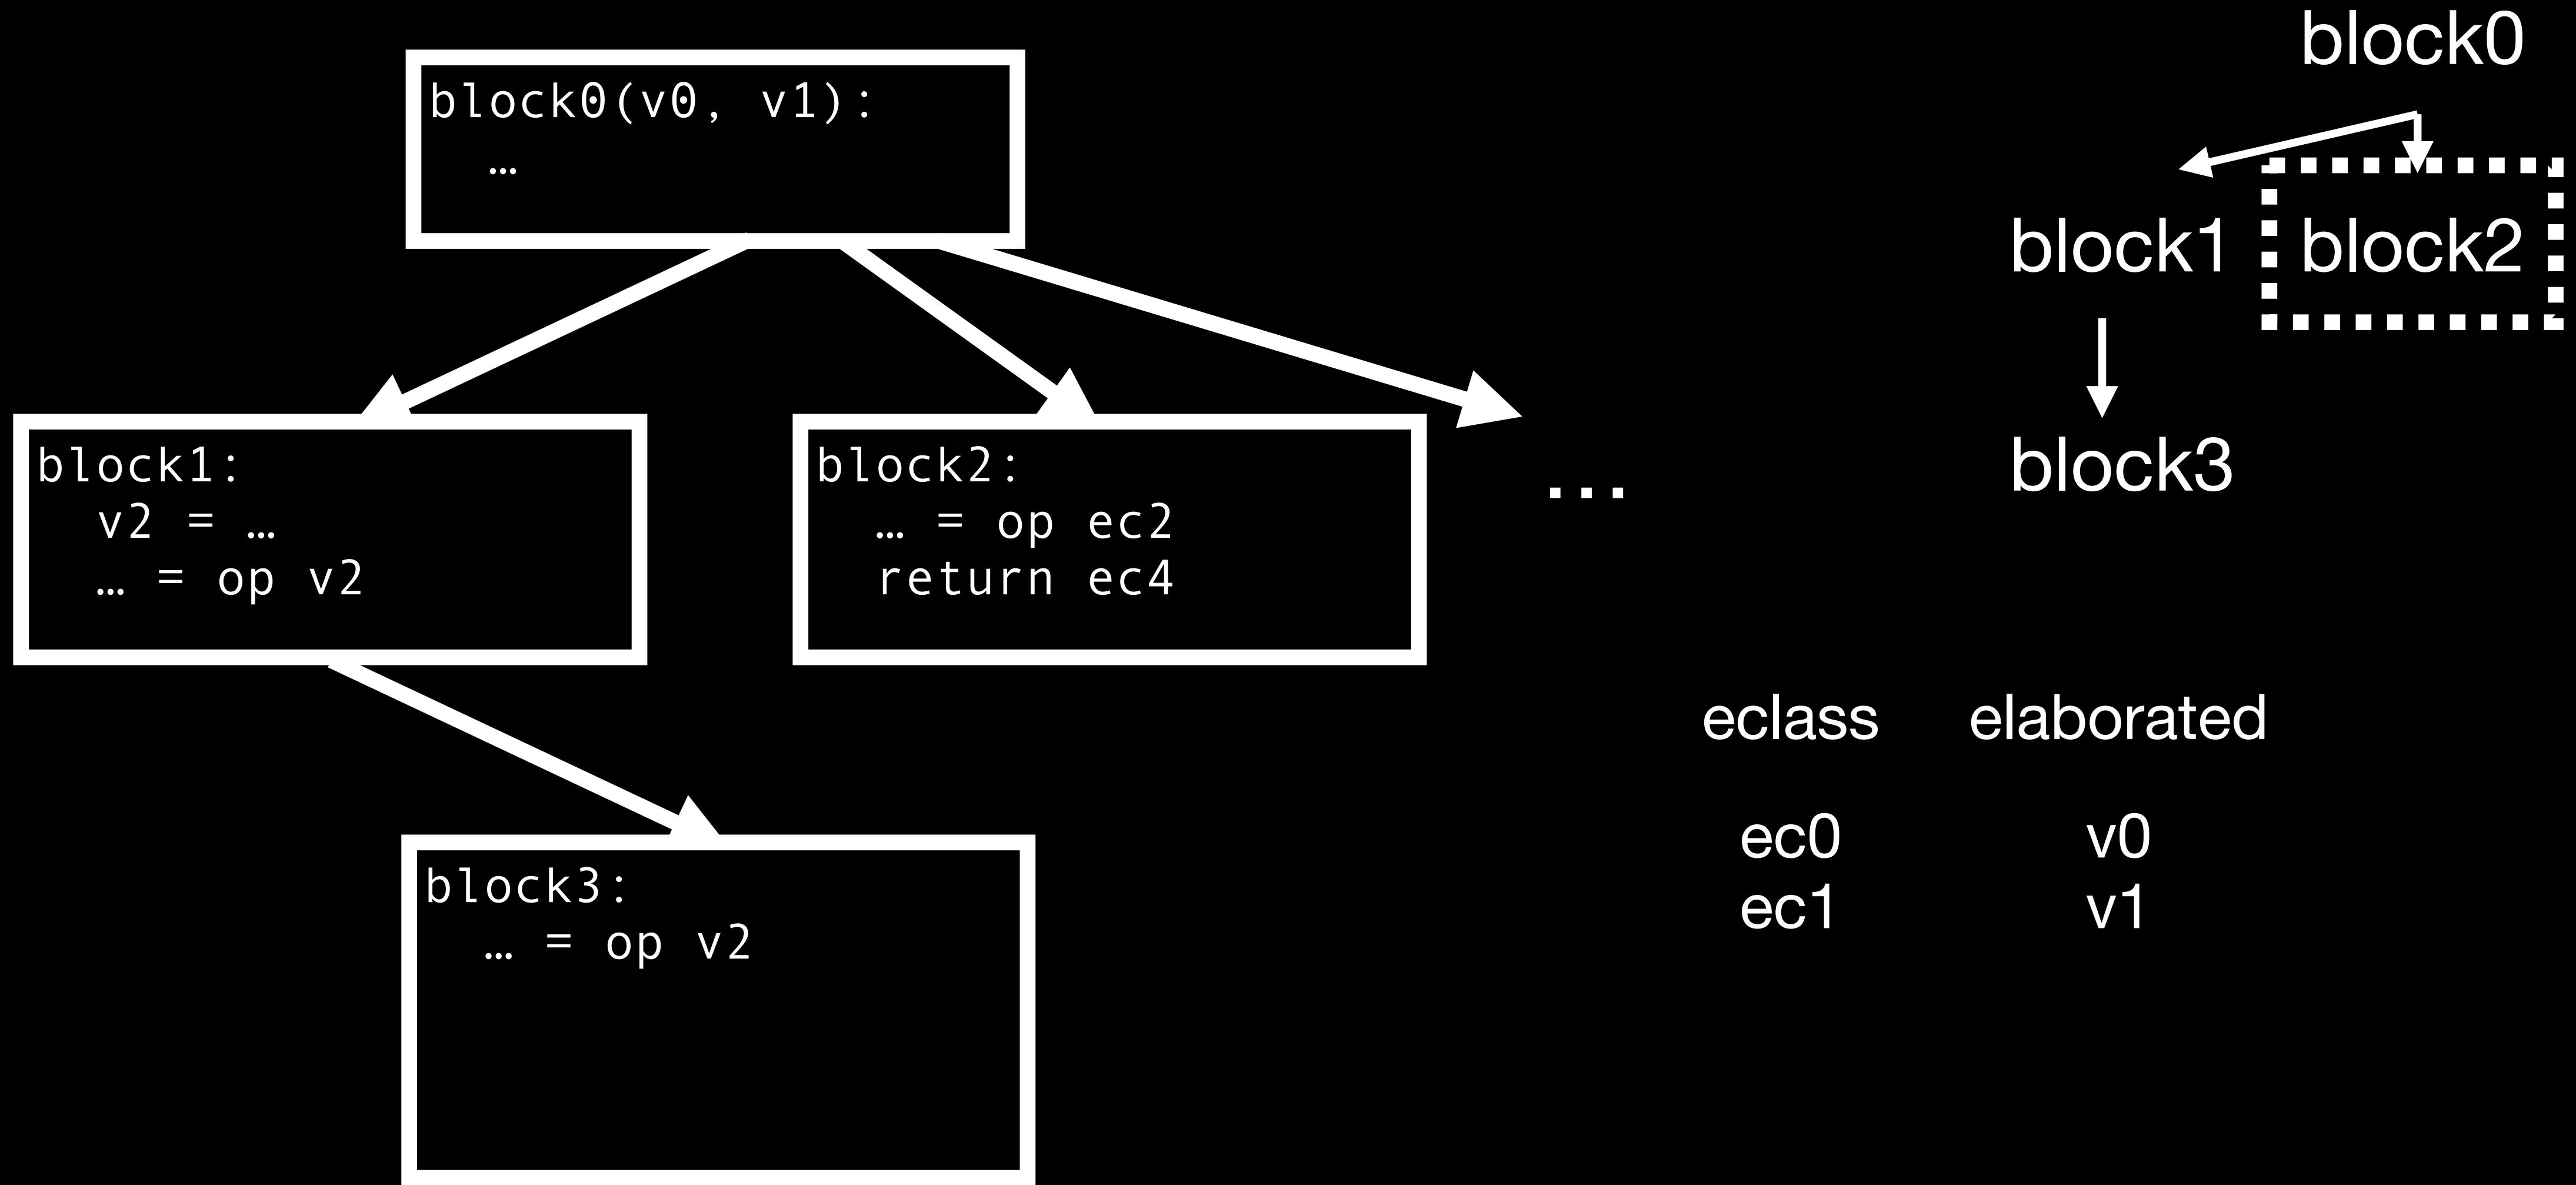 block0(v0, v1):
…
block1:
v2 = …
… = op v2
block2:
… = op ec2
return ec4
...
block3:
… = op v2
block0
block1
block2
block3
eclass elaborated
ec0 v0
ec1 v1